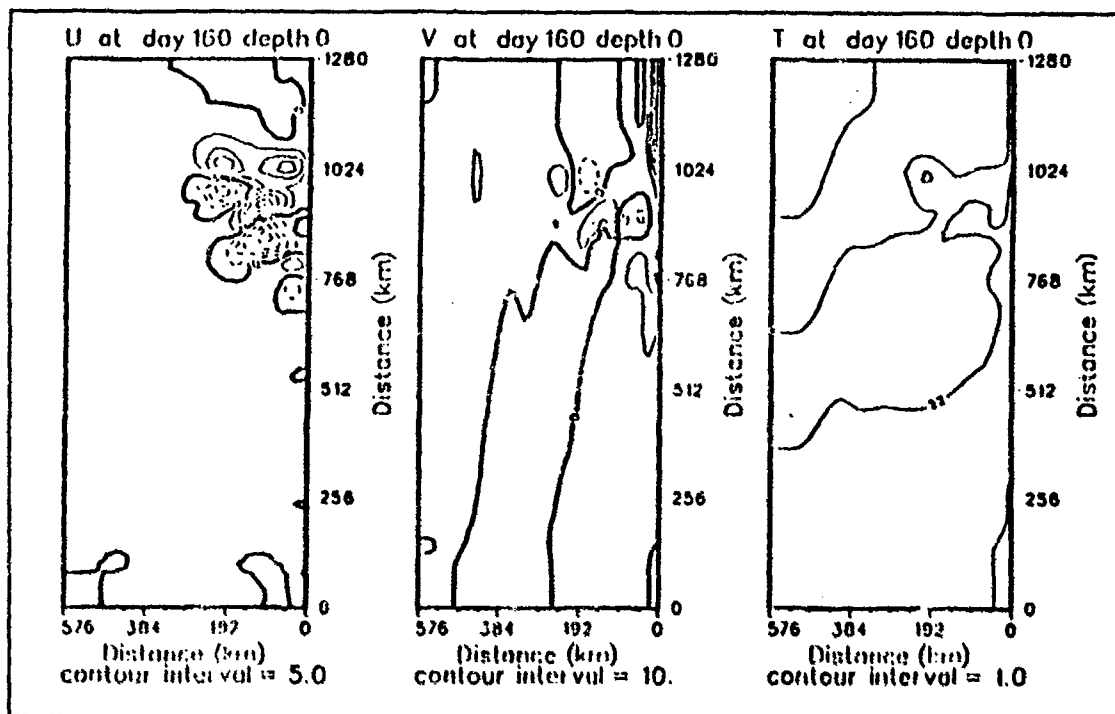 U at day 160 depth 0
1280
1024
768
512
256
0
Distance (km)
576 384 192 0
Distance (km)
contour interval = 5.0
V at day 160 depth 0
1280
1024
768
512
256
0
Distance (km)
576 384 192 0
Distance (km)
contour interval = 10.
T at day 160 depth 0
1280
1024
768
512
256
0
Distance (km)
576 384 192 0
Distance (km)
contour interval = 1.0